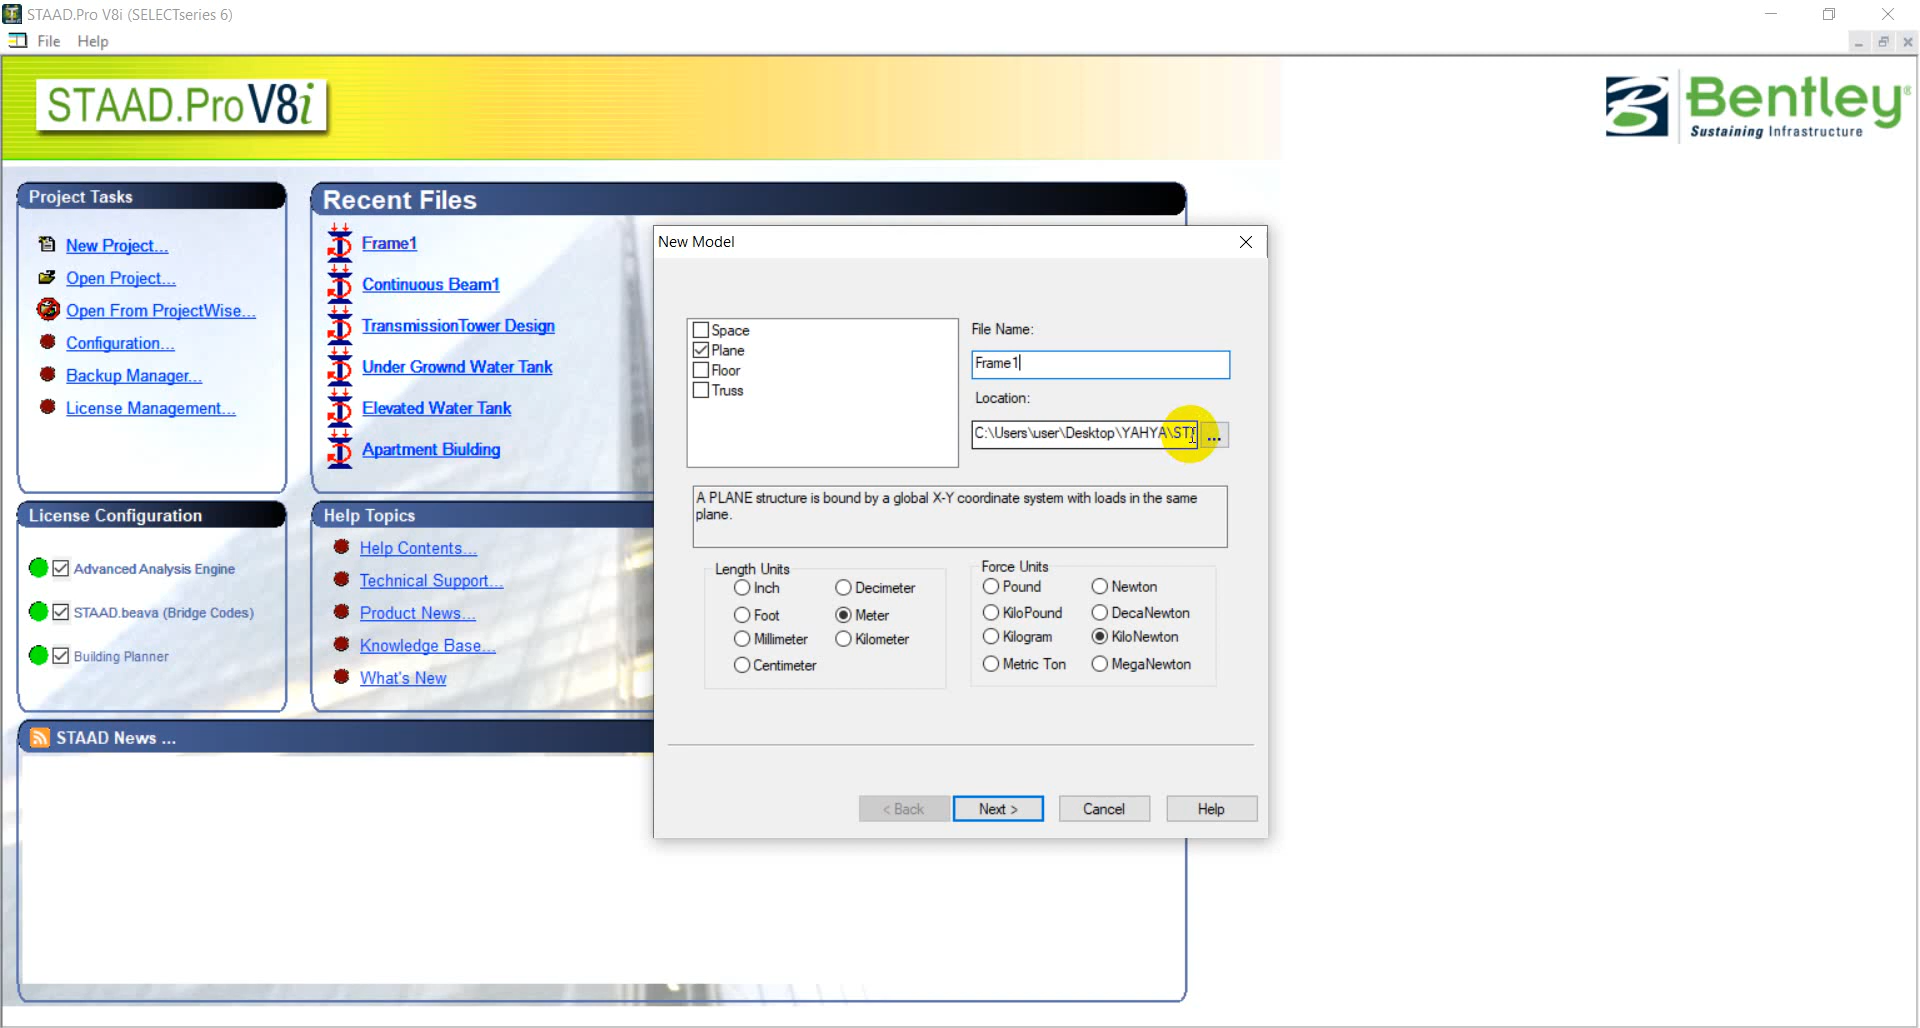 STAAD.Pro V8i (SELECTseries 6)
File Help
STAAD.Pro V8i
Bentley®
Sustaining Infrastructure
Project Tasks
New Project...
Open Project...
Open From ProjectWise...
Configuration...
Backup Manager...
License Management...
Recent Files
Frame1
Continuous Beam1
TransmissionTower Design
Under Grownd Water Tank
Elevated Water Tank
Apartment Biulding
License Configuration
Advanced Analysis Engine
STAAD.beava (Bridge Codes)
Building Planner
Help Topics
Help Contents...
Technical Support...
Product News...
Knowledge Base...
What's New
STAAD News ...
New Model
Space
Plane
Floor
Truss
File Name:
Frame1
Location:
C:\Users\user\Desktop\YAHYA\ST
...
A PLANE structure is bound by a global X-Y coordinate system with loads in the same
plane.
Length Units
Inch
Foot
Millimeter
Centimeter
Decimeter
Meter
Kilometer
Force Units
Pound
KiloPound
Kilogram
Metric Ton
Newton
DecaNewton
KiloNewton
MegaNewton
< Back
Next >
Cancel
Help